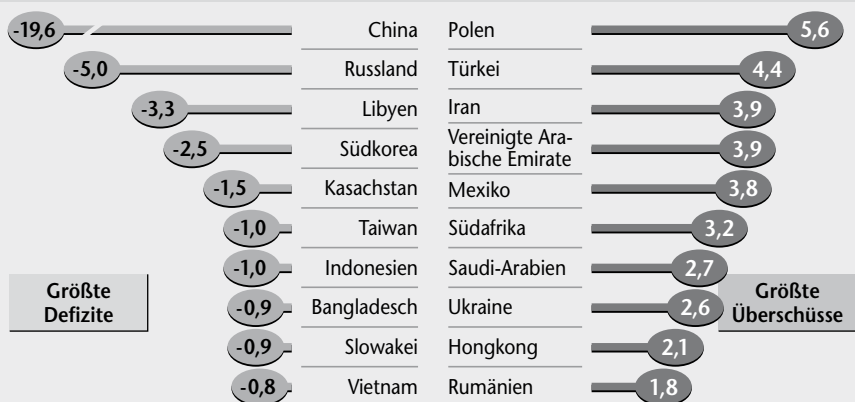 -19,6 China Polen 5,6
-5,0 Russland Türkei 4,4
-3,3 Libyen Iran 3,9
-2,5 Südkorea Vereinigte Ara-
bische Emirate 3,9
-1,5 Kasachstan Mexiko 3,8
-1,0 Taiwan Südafrika 3,2
-1,0 Indonesien Saudi-Arabien 2,7
Größte
Defizite
-0,9 Bangladesch Ukraine 2,6
Größte
Überschüsse
-0,9 Slowakei Hongkong 2,1
-0,8 Vietnam Rumänien 1,8